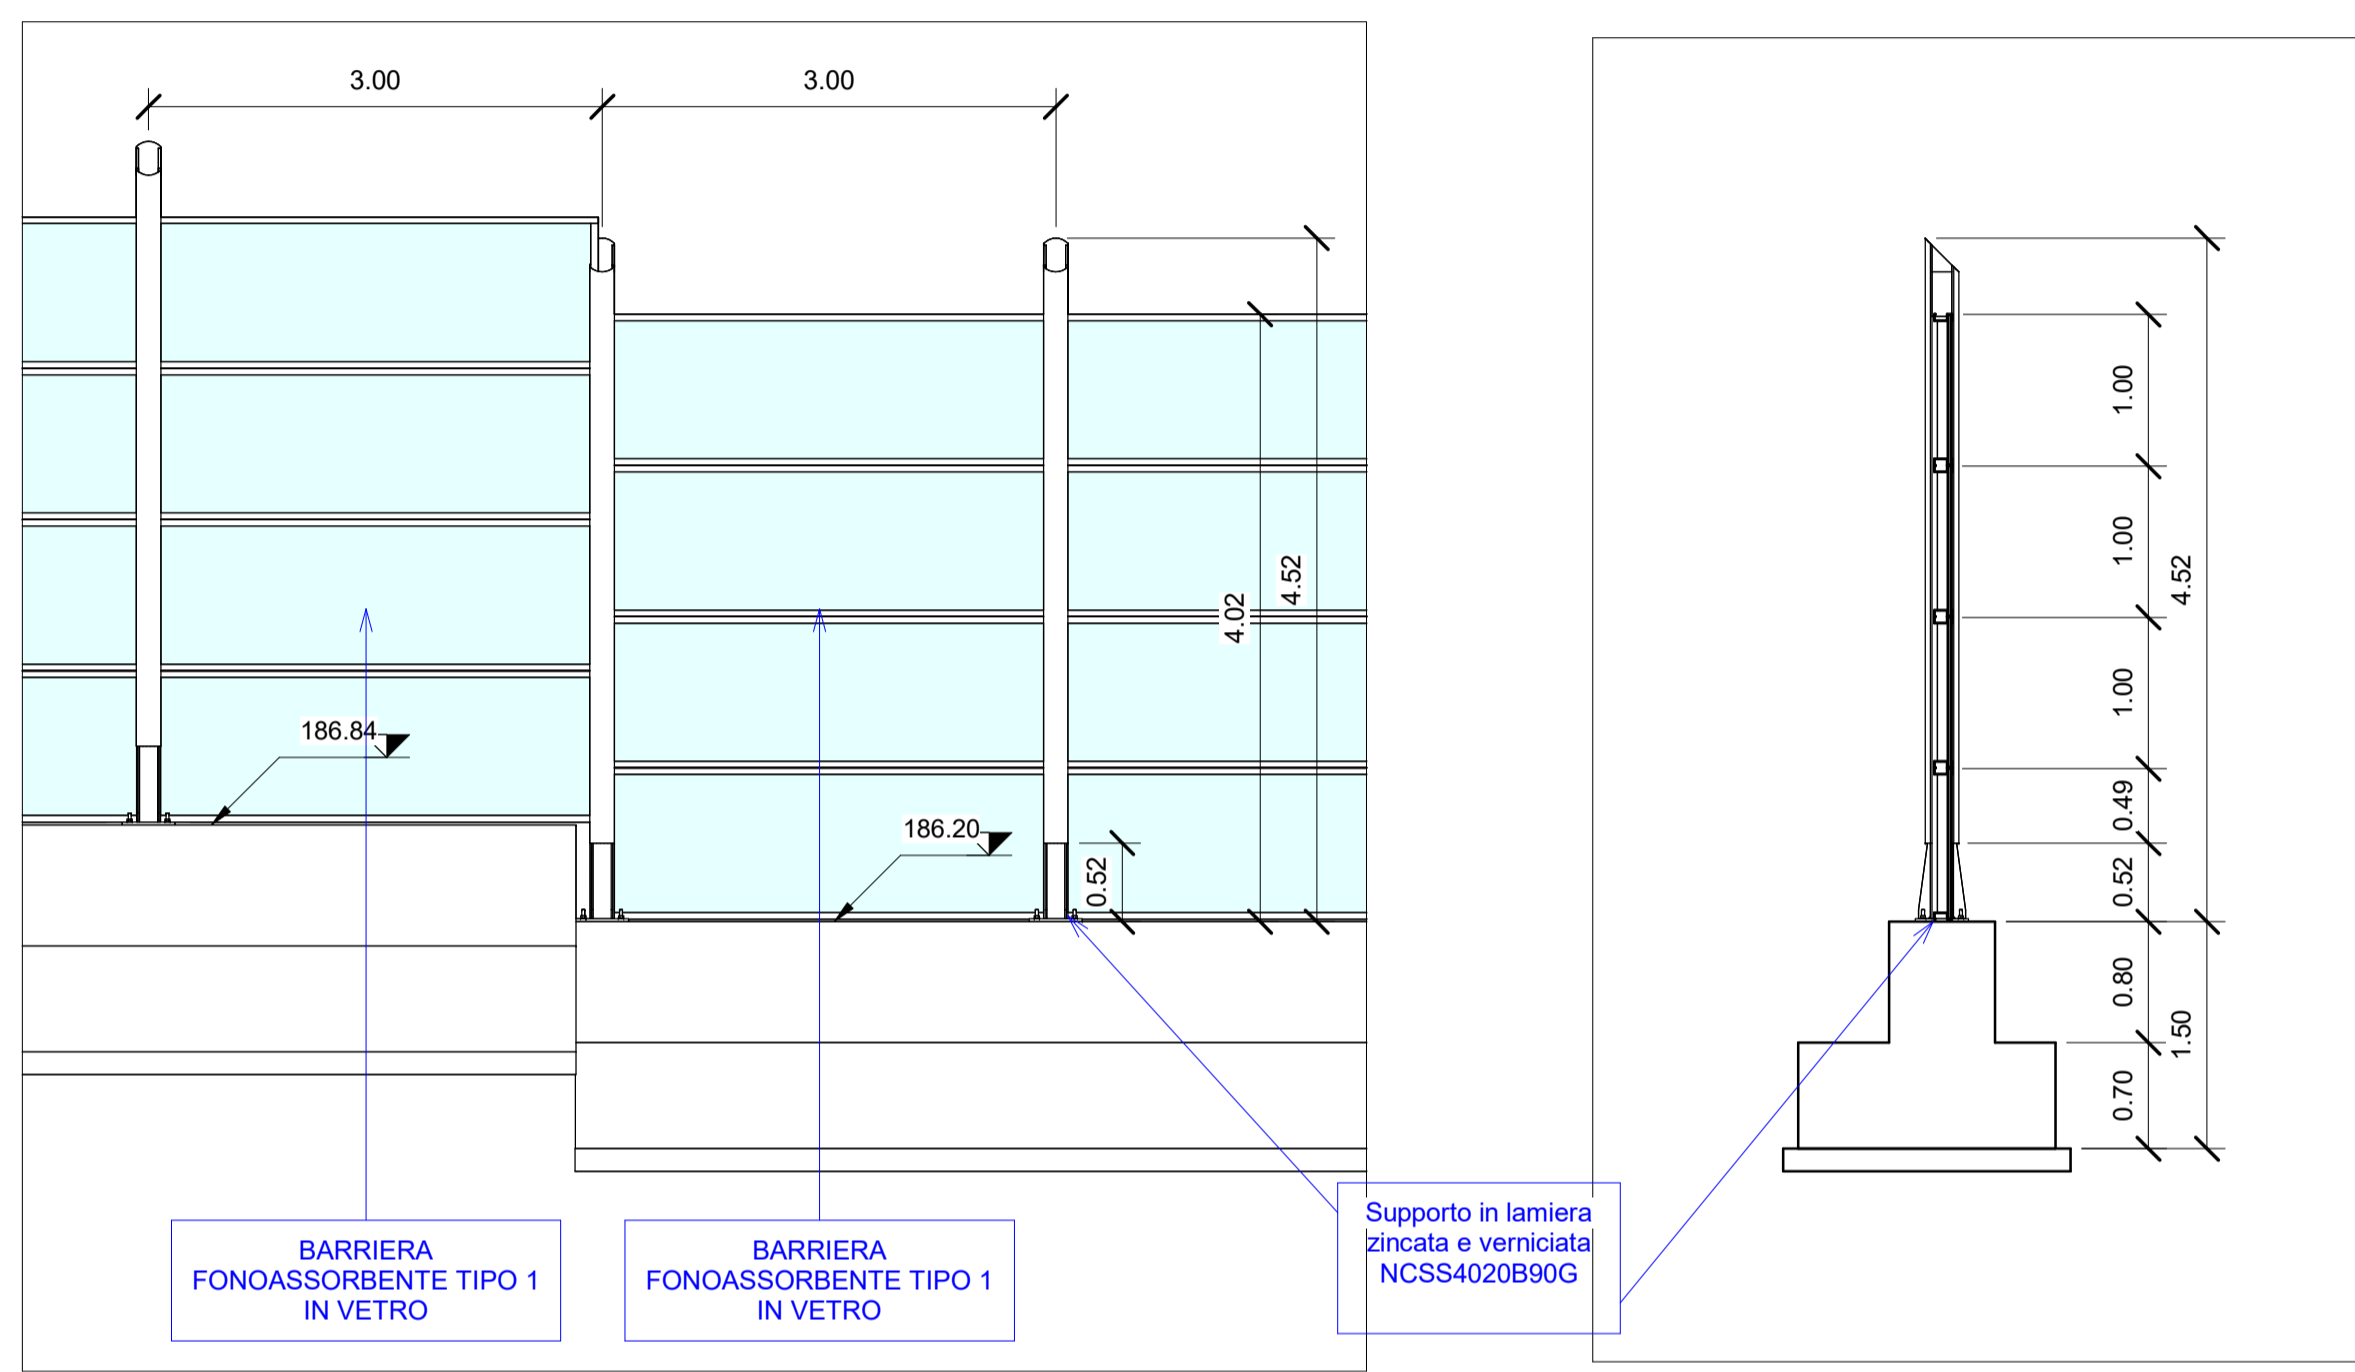 3.00
3.00
4.52
4.02
186.84
186.20
0.52
BARRIERA
FONOASSORBENTE TIPO 1
IN VETRO
BARRIERA
FONOASSORBENTE TIPO 1
IN VETRO
Supporto in lamiera
zincata e verniciata
NCSS4020B90G
1.00
1.00
1.00
0.49
0.52
4.52
0.80
0.70
1.50